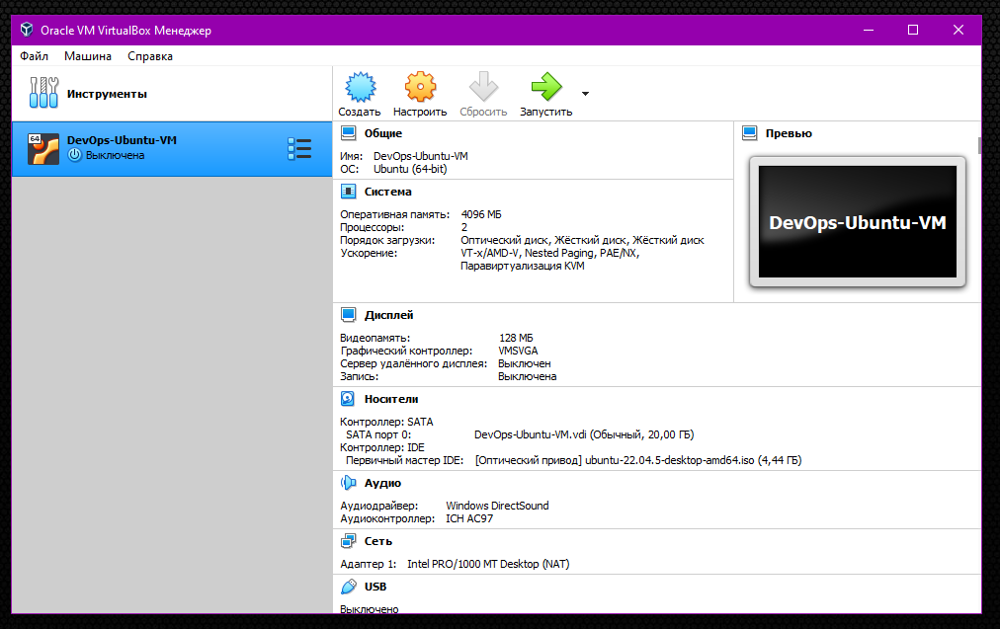 Oracle VM VirtualBox Менеджер
Файл Машина Справка
Инструменты
Создать Настроить Сбросить Запустить
64
DevOps-Ubuntu-VM
Выключена
Общие
Имя: DevOps-Ubuntu-VM
ОС: Ubuntu (64-bit)
Превью
DevOps-Ubuntu-VM
Система
Оперативная память: 4096 МБ
Процессоры: 2
Порядок загрузки: Оптический диск, Жёсткий диск, Жёсткий диск
Ускорение: VT-x/AMD-V, Nested Paging, PAE/NX,
Паравиртуализация KVM
Дисплей
Видеопамять: 128 МБ
Графический контроллер: VMSVGA
Сервер удалённого дисплея: Выключен
Запись: Выключена
Носители
Контроллер: SATA
SATA порт 0: DevOps-Ubuntu-VM.vdi (Обычный, 20,00 ГБ)
Контроллер: IDE
Первичный мастер IDE: [Оптический привод] ubuntu-22.04.5-desktop-amd64.iso (4,44 ГБ)
Аудио
Аудиодрайвер: Windows DirectSound
Аудиоконтроллер: ICH AC97
Сеть
Адаптер 1: Intel PRO/1000 MT Desktop (NAT)
USB
Выключено